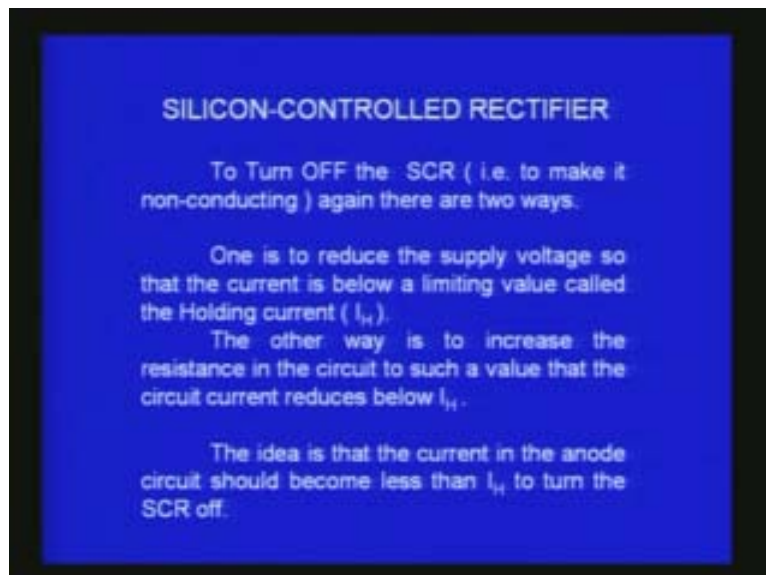 SILICON-CONTROLLED RECTIFIER
To Turn OFF the SCR ( i.e. to make it
non-conducting ) again there are two ways.
One is to reduce the supply voltage so
that the current is below a limiting value called
the Holding current ( I_H ).
The other way is to increase the
resistance in the circuit to such a value that the
circuit current reduces below I_H .
The idea is that the current in the anode
circuit should become less than I_H to turn the
SCR off.